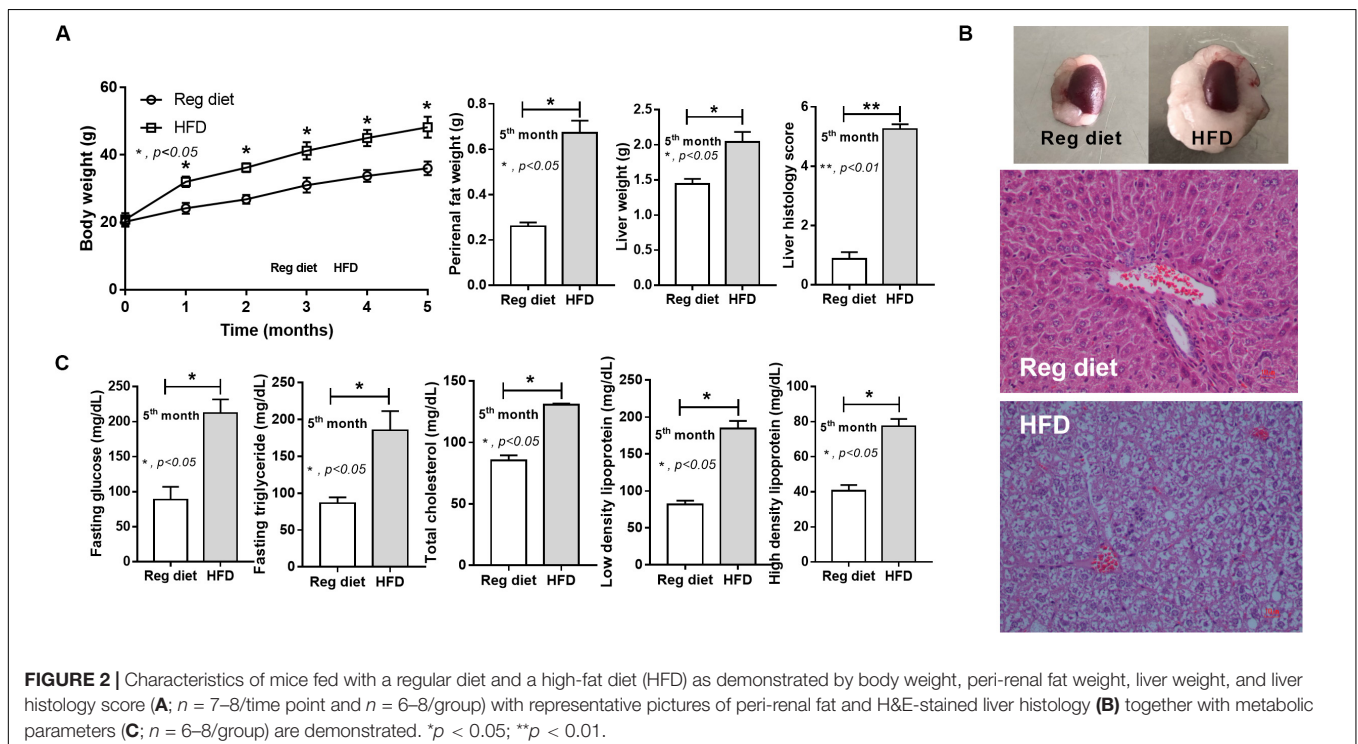 A
60
40
20
0
Body weight (g)
Reg diet
HFD
*, p<0.05
*
*
*
*
*
Reg diet HFD
0 1 2 3 4 5
Time (months)
0.8
0.6
0.4
0.2
0.0
Perirenal fat weight (g)
*
5th month
*, p<0.05
Reg diet HFD
2.5
2.0
1.5
1.0
0.5
0.0
Liver weight (g)
*
5th month
*, p<0.05
Reg diet HFD
6
4
2
0
Liver histology score
**
5th month
**, p<0.01
Reg diet HFD
B
Reg diet
HFD
Reg diet
HFD
C
250
200
150
100
50
0
Fasting glucose (mg/dL)
*
5th month
*, p<0.05
Reg diet HFD
250
200
150
100
50
0
Fasting triglyceride (mg/dL)
*
5th month
*, p<0.05
Reg diet HFD
150
100
50
0
Total cholesterol (mg/dL)
*
5th month
*, p<0.05
Reg diet HFD
250
200
150
100
50
0
Low density lipoprotein (mg/dL)
*
5th month
*, p<0.05
Reg diet HFD
100
80
60
40
20
0
High density lipoprotein (mg/dL)
*
5th month
*, p<0.05
Reg diet HFD
FIGURE 2 | Characteristics of mice fed with a regular diet and a high-fat diet (HFD) as demonstrated by body weight, peri-renal fat weight, liver weight, and liver
histology score (A; n = 7–8/time point and n = 6–8/group) with representative pictures of peri-renal fat and H&E-stained liver histology (B) together with metabolic
parameters (C; n = 6–8/group) are demonstrated. *p < 0.05; **p < 0.01.